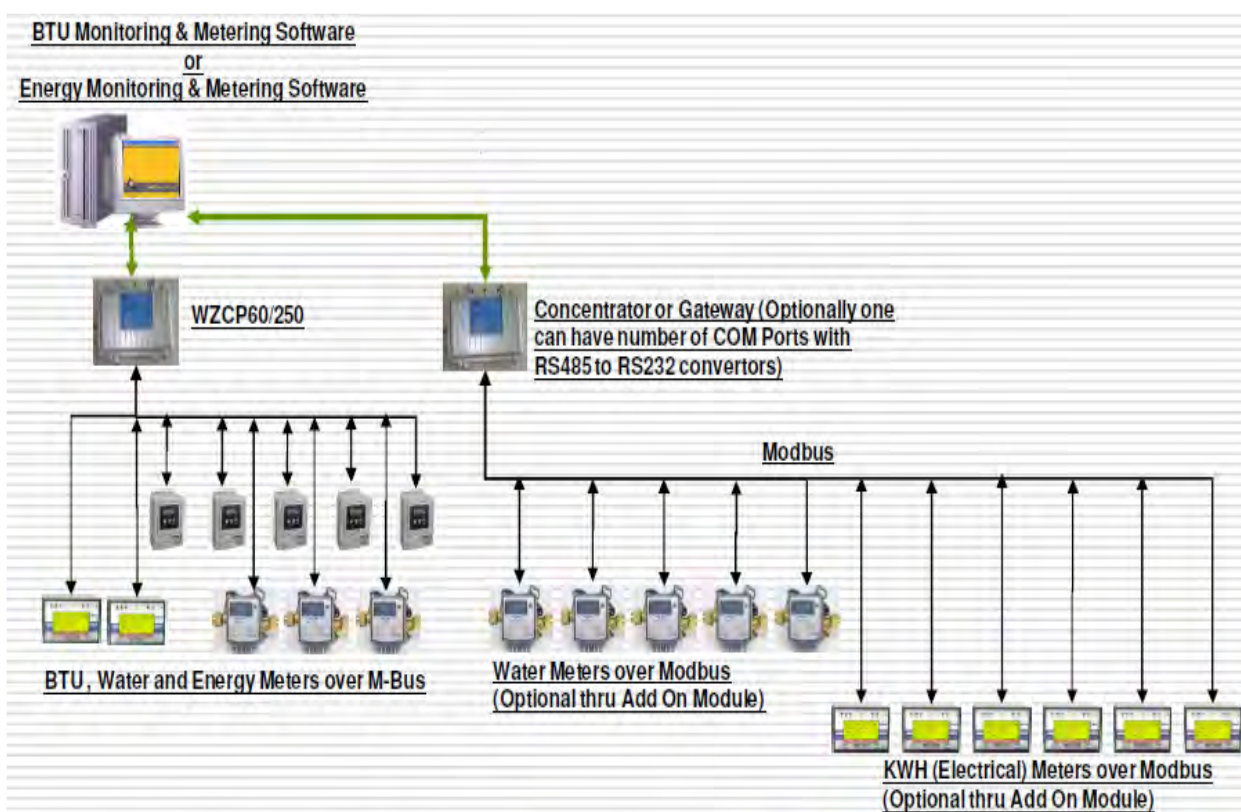 BTU Monitoring & Metering Software
or
Energy Monitoring & Metering Software
WZCP60/250
Concentrator or Gateway (Optionally one
can have number of COM Ports with
RS485 to RS232 convertors)
Modbus
BTU , Water and Energy Meters over M-Bus
Water Meters over Modbus
(Optional thru Add On Module)
KWH (Electrical) Meters over Modbus
(Optional thru Add On Module)